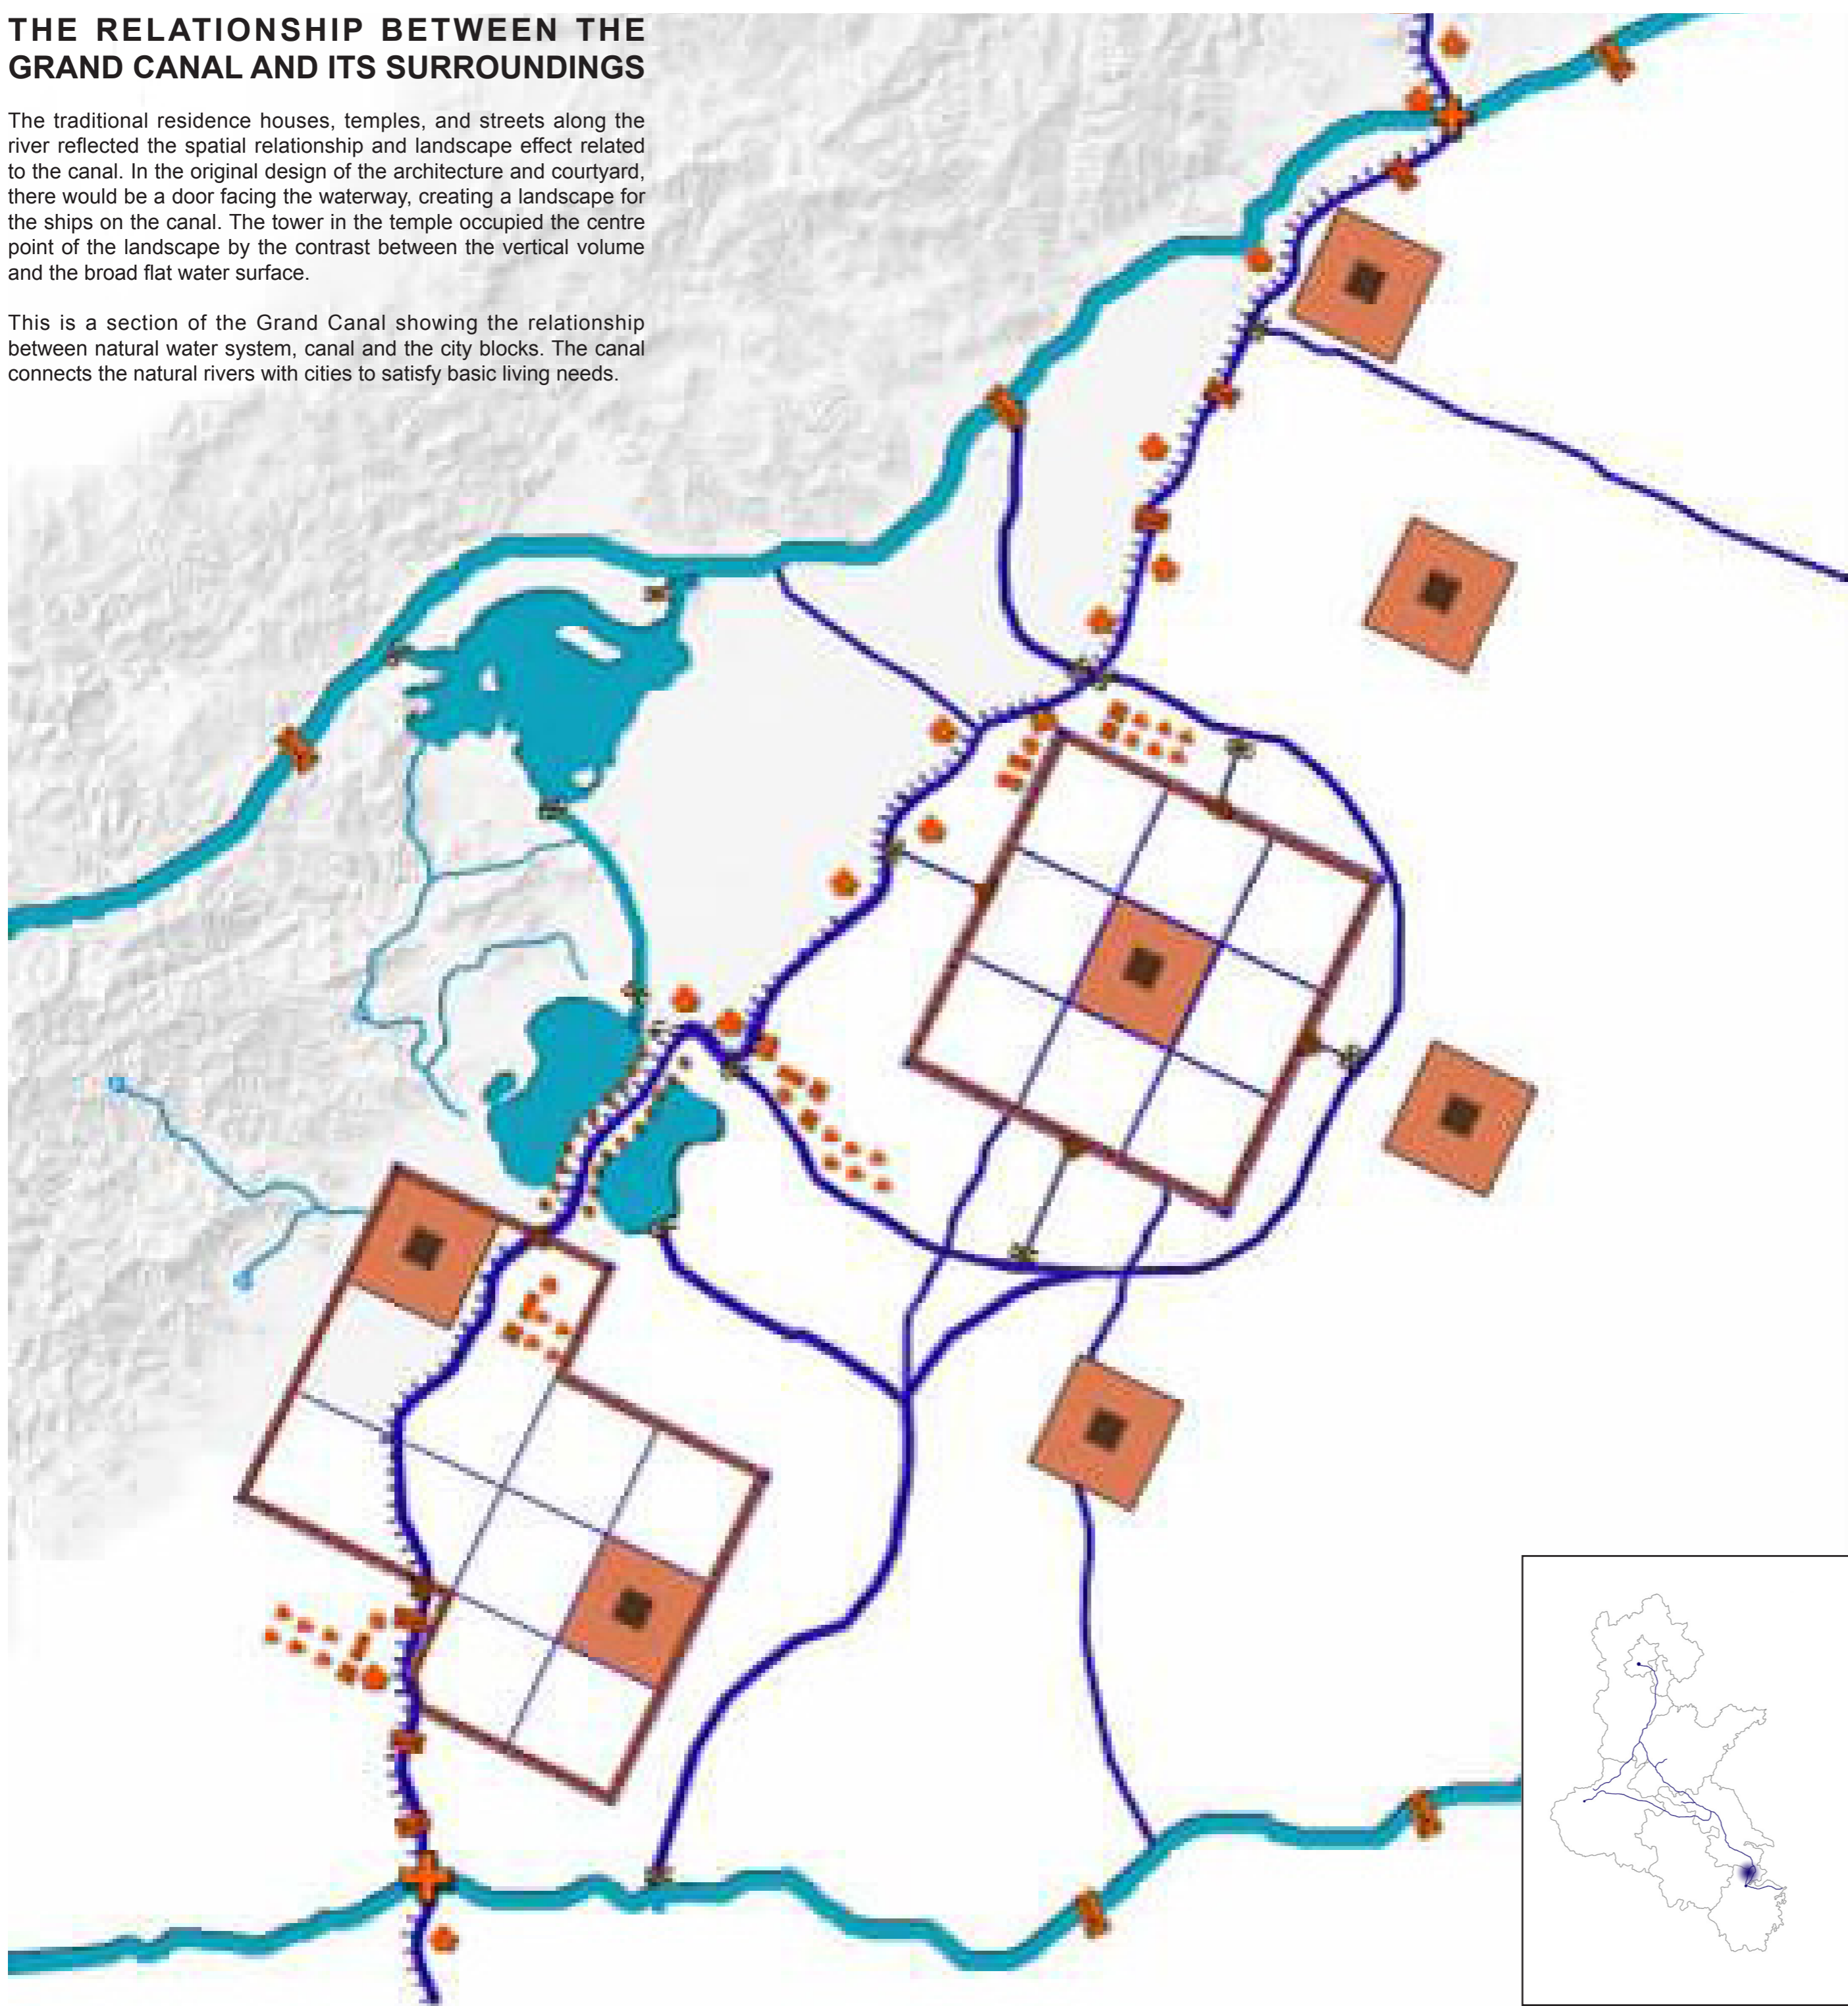 THE RELATIONSHIP BETWEEN THE
GRAND CANAL AND ITS SURROUNDINGS
The traditional residence houses, temples, and streets along the
river reflected the spatial relationship and landscape effect related
to the canal. In the original design of the architecture and courtyard,
there would be a door facing the waterway, creating a landscape for
the ships on the canal. The tower in the temple occupied the centre
point of the landscape by the contrast between the vertical volume
and the broad flat water surface.
This is a section of the Grand Canal showing the relationship
between natural water system, canal and the city blocks. The canal
connects the natural rivers with cities to satisfy basic living needs.